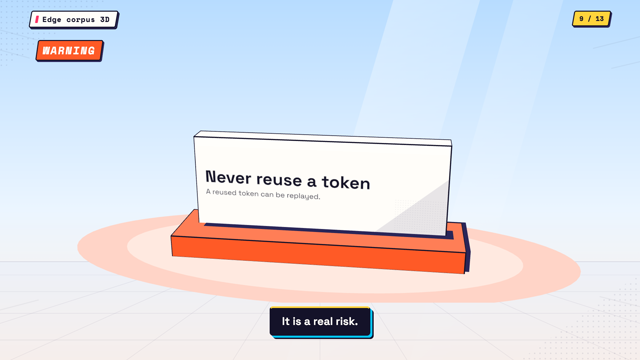 Edge corpus 3D
9 / 13
WARNING
Never reuse a token
A reused token can be replayed.
It is a real risk.